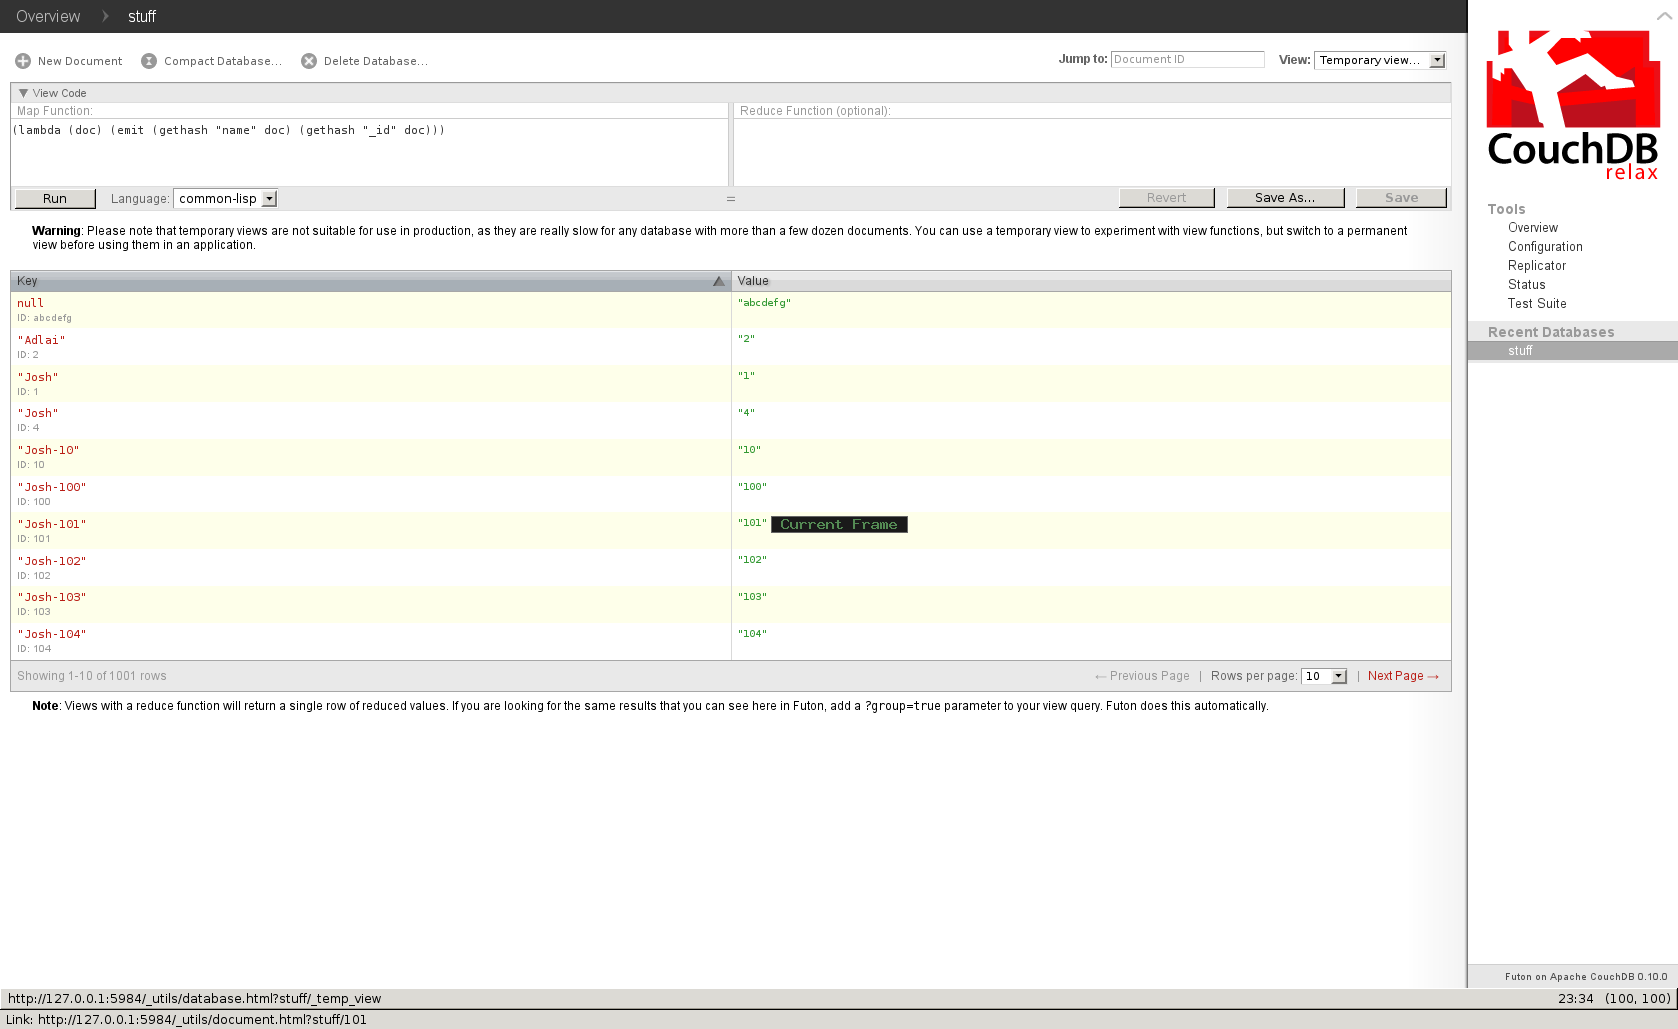 Overview stuff
New Document Compact Database... Delete Database... Jump to: Document ID View: Temporary view...
View Code
Map Function: Reduce Function (optional):
(lambda (doc) (emit (gethash "name" doc) (gethash "_id" doc)))
Run Language: common-lisp = Revert Save As... Save
Warning: Please note that temporary views are not suitable for use in production, as they are really slow for any database with more than a few dozen documents. You can use a temporary view to experiment with view functions, but switch to a permanent
view before using them in an application.
Key Value
null "abcdefg"
ID: abcdefg
"Adlai" "2"
ID: 2
"Josh" "1"
ID: 1
"Josh" "4"
ID: 4
"Josh-10" "10"
ID: 10
"Josh-100" "100"
ID: 100
"Josh-101" "101" Current Frame
ID: 101
"Josh-102" "102"
ID: 102
"Josh-103" "103"
ID: 103
"Josh-104" "104"
ID: 104
Showing 1-10 of 1001 rows ← Previous Page | Rows per page: 10 | Next Page →
Note: Views with a reduce function will return a single row of reduced values. If you are looking for the same results that you can see here in Futon, add a ?group=true parameter to your view query. Futon does this automatically.
CouchDB
relax
Tools
Overview
Configuration
Replicator
Status
Test Suite
Recent Databases
stuff
Futon on Apache CouchDB 0.10.0
http://127.0.0.1:5984/_utils/database.html?stuff/_temp_view 23:34 (100, 100)
Link: http://127.0.0.1:5984/_utils/document.html?stuff/101